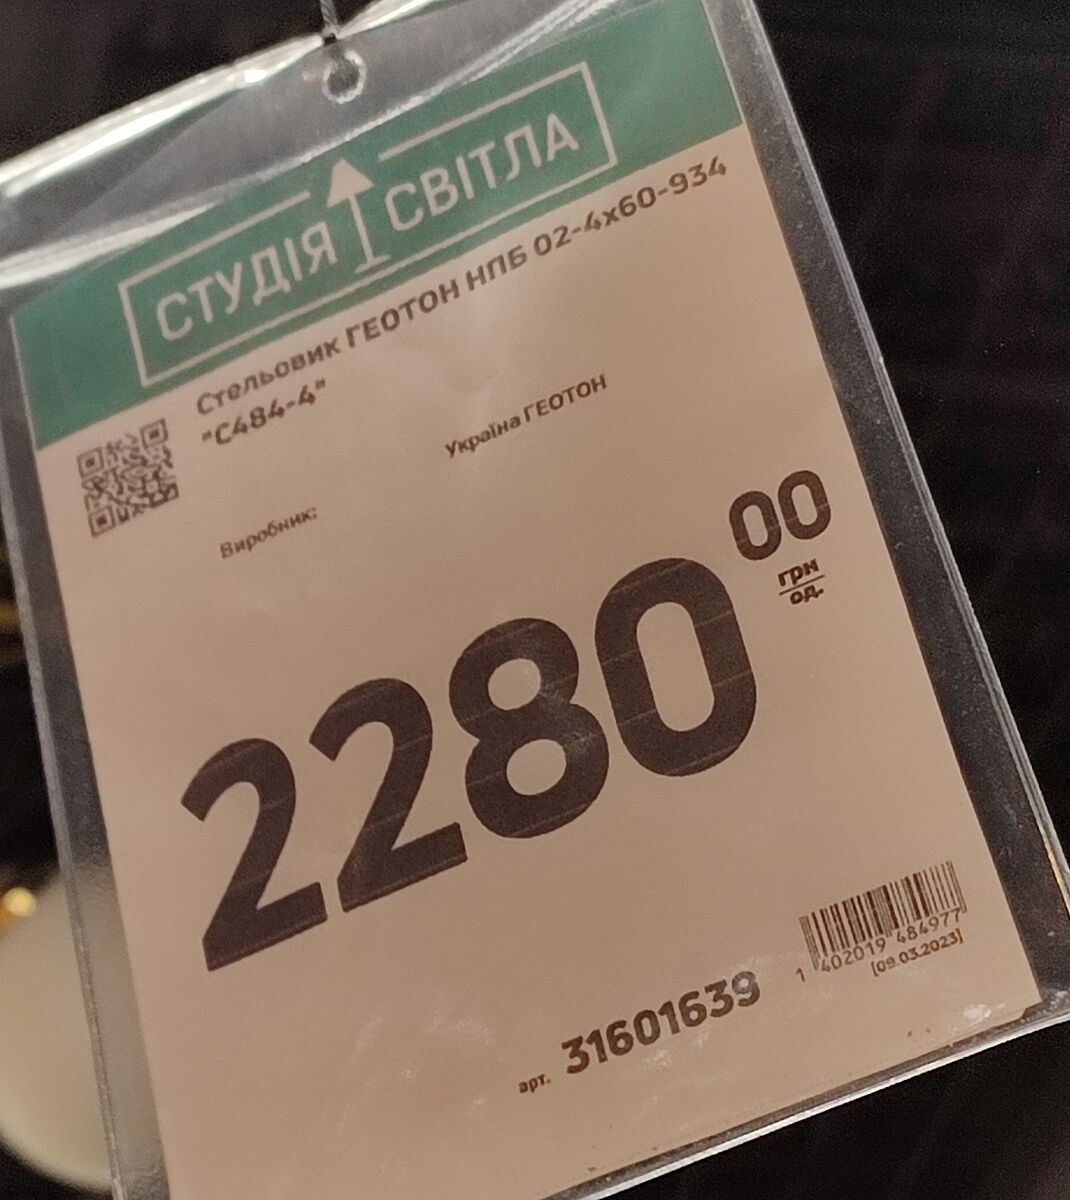 СТУДІЯ СВІТЛА
Стельовик ГЕОТОН НПБ 02-4х60-934
"С484-4"
Виробник: Україна ГЕОТОН
2280 00
грн
од.
1 402019 484977
[09.03.2023]
арт. 31601639